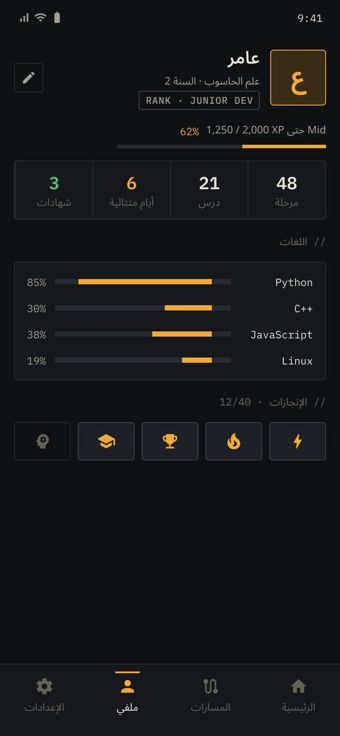 9:41
ع
عامر
علم الحاسوب · السنة 2
RANK · JUNIOR DEV
1,250 / 2,000 XP حتى Mid
62%
48
مرحلة
21
درس
6
أيام متتالية
3
شهادات
// اللغات
Python 85%
C++ 30%
JavaScript 38%
Linux 19%
// الإنجازات · 12/40
الرئيسية
المسارات
ملفي
الإعدادات